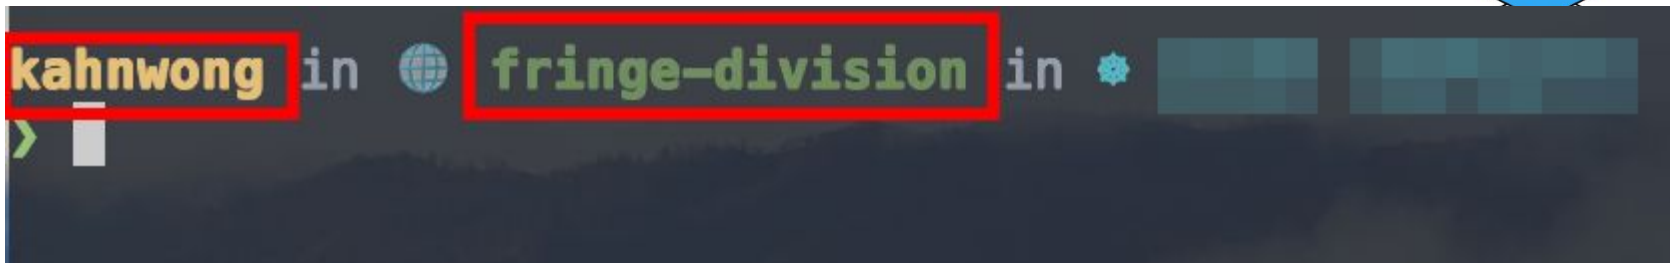 kahnwong in 🌐 fringe-division in ☸
❯